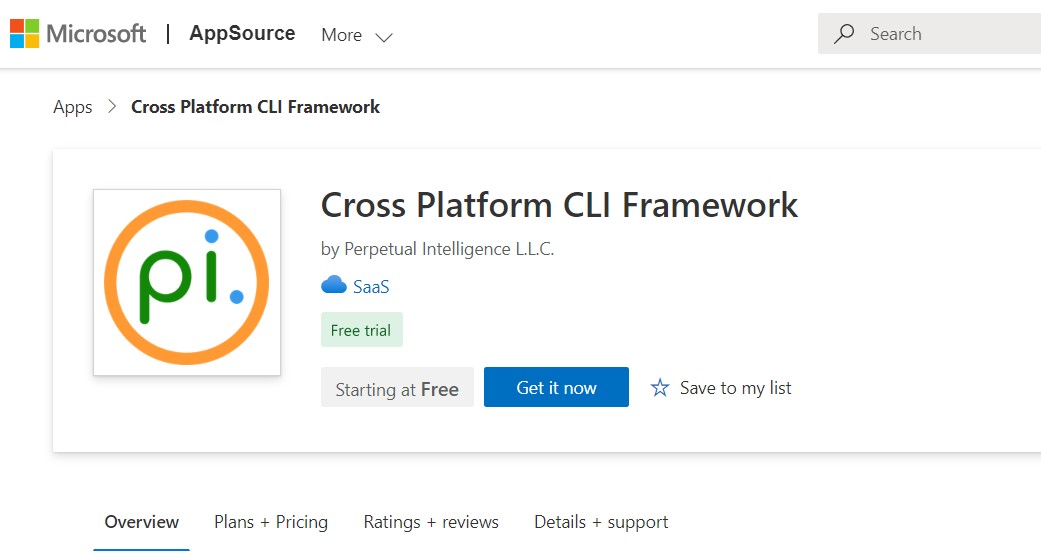 Microsoft | AppSource More Search
Apps > Cross Platform CLI Framework
pi.
Cross Platform CLI Framework
by Perpetual Intelligence L.L.C.
SaaS
Free trial
Starting at Free Get it now Save to my list
Overview Plans + Pricing Ratings + reviews Details + support